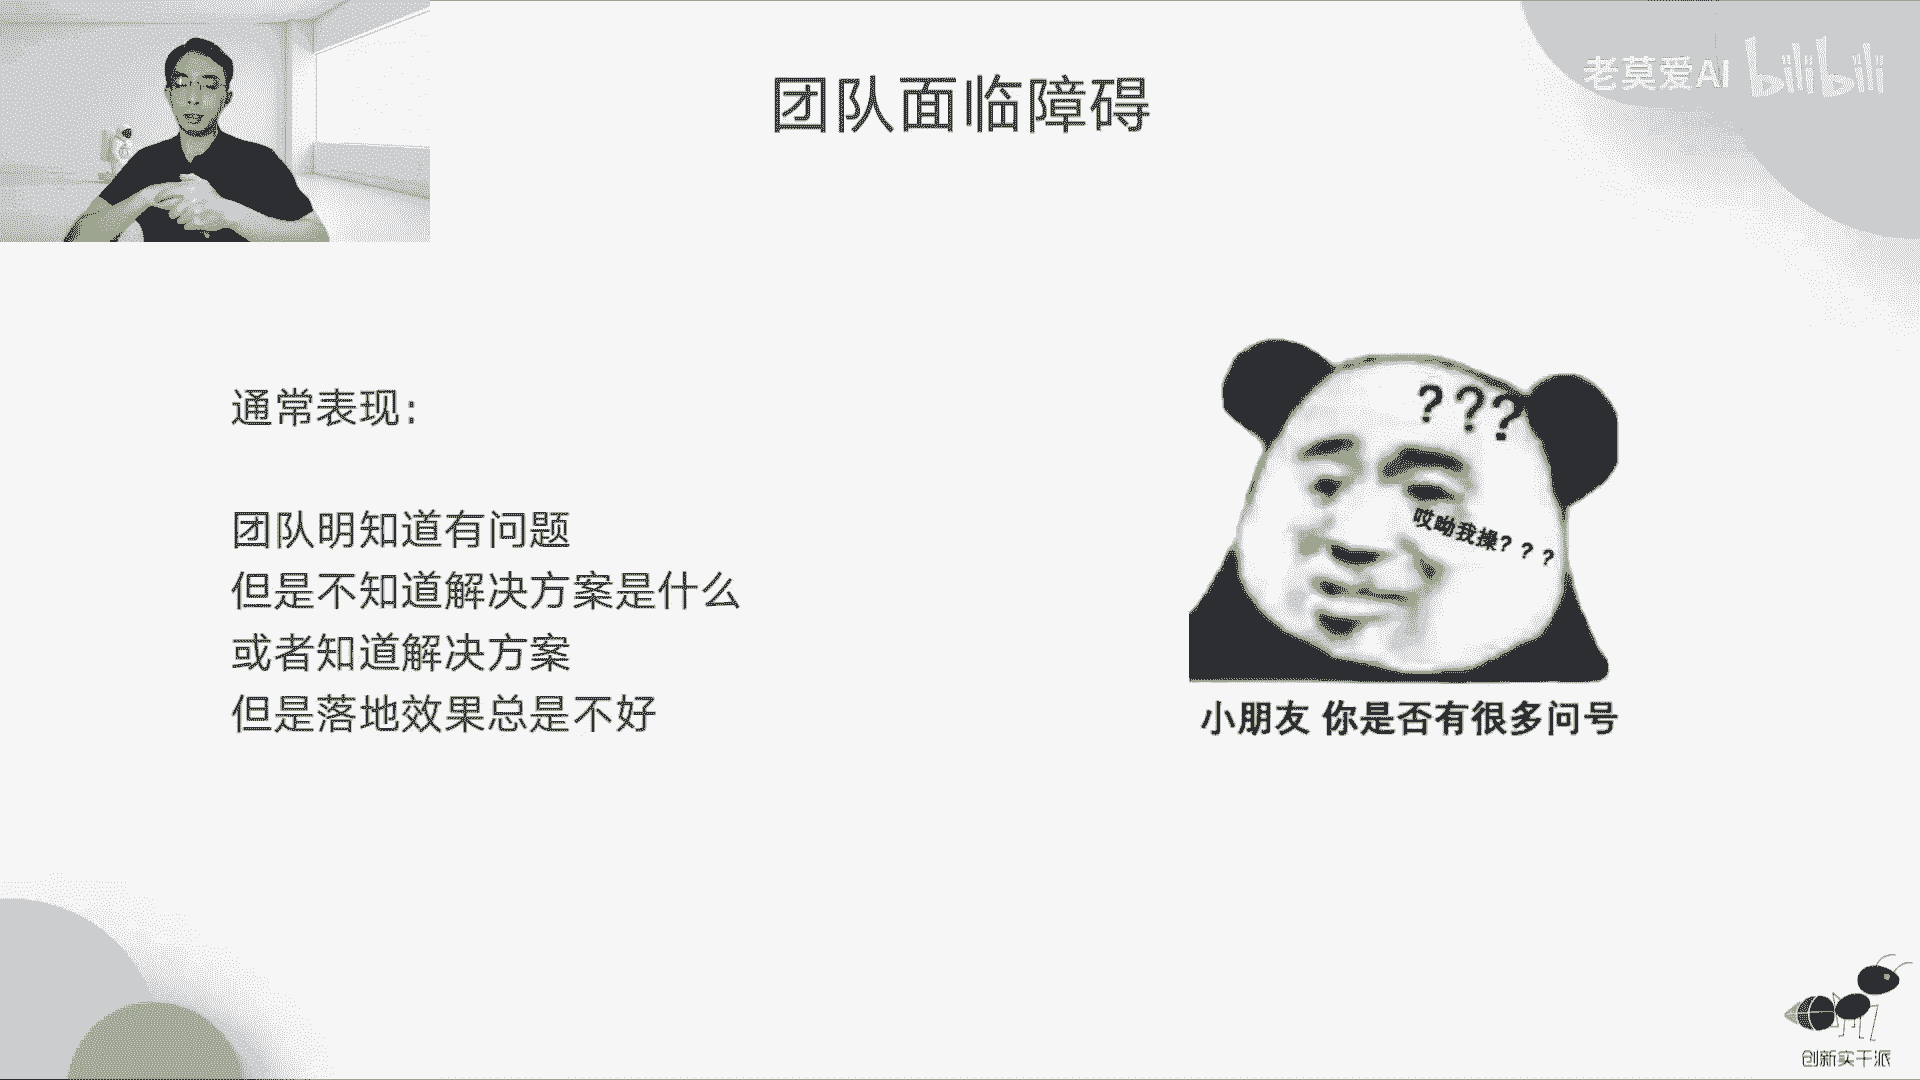 团队面临障碍
老莫爱AI bilibili
通常表现：
团队明知道有问题
但是不知道解决方案是什么
或者知道解决方案
但是落地效果总是不好
???
哎呦我操？？？
小朋友 你是否有很多问号
创新实干派